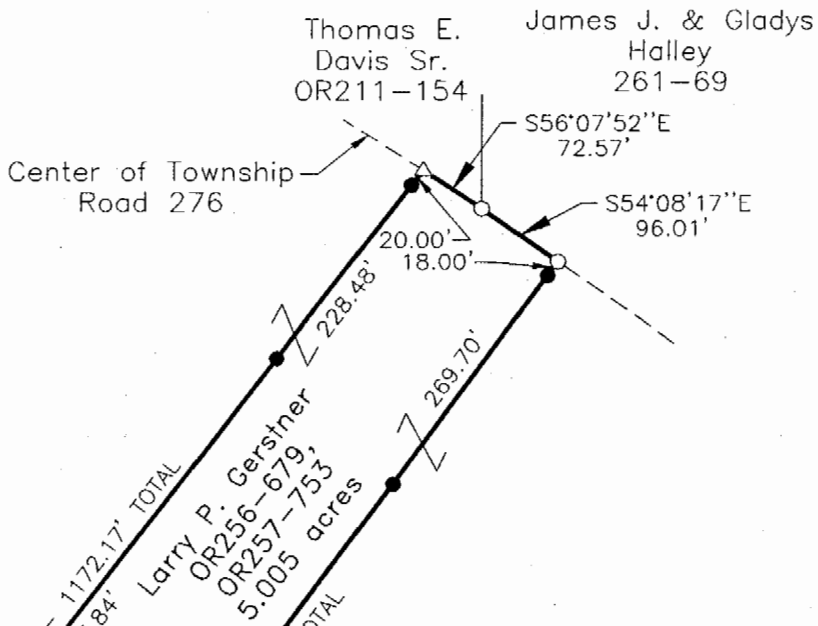 Thomas E.
Davis Sr.
OR211-154
James J. & Gladys
Halley
261-69
S56°07'52''E
72.57'
Center of Township
Road 276
S54°08'17''E
96.01'
20.00'
18.00'
228.48'
269.70'
1172.17' TOTAL
Larry P. Gerstner
OR256-679,
OR257-753
5.005 acres